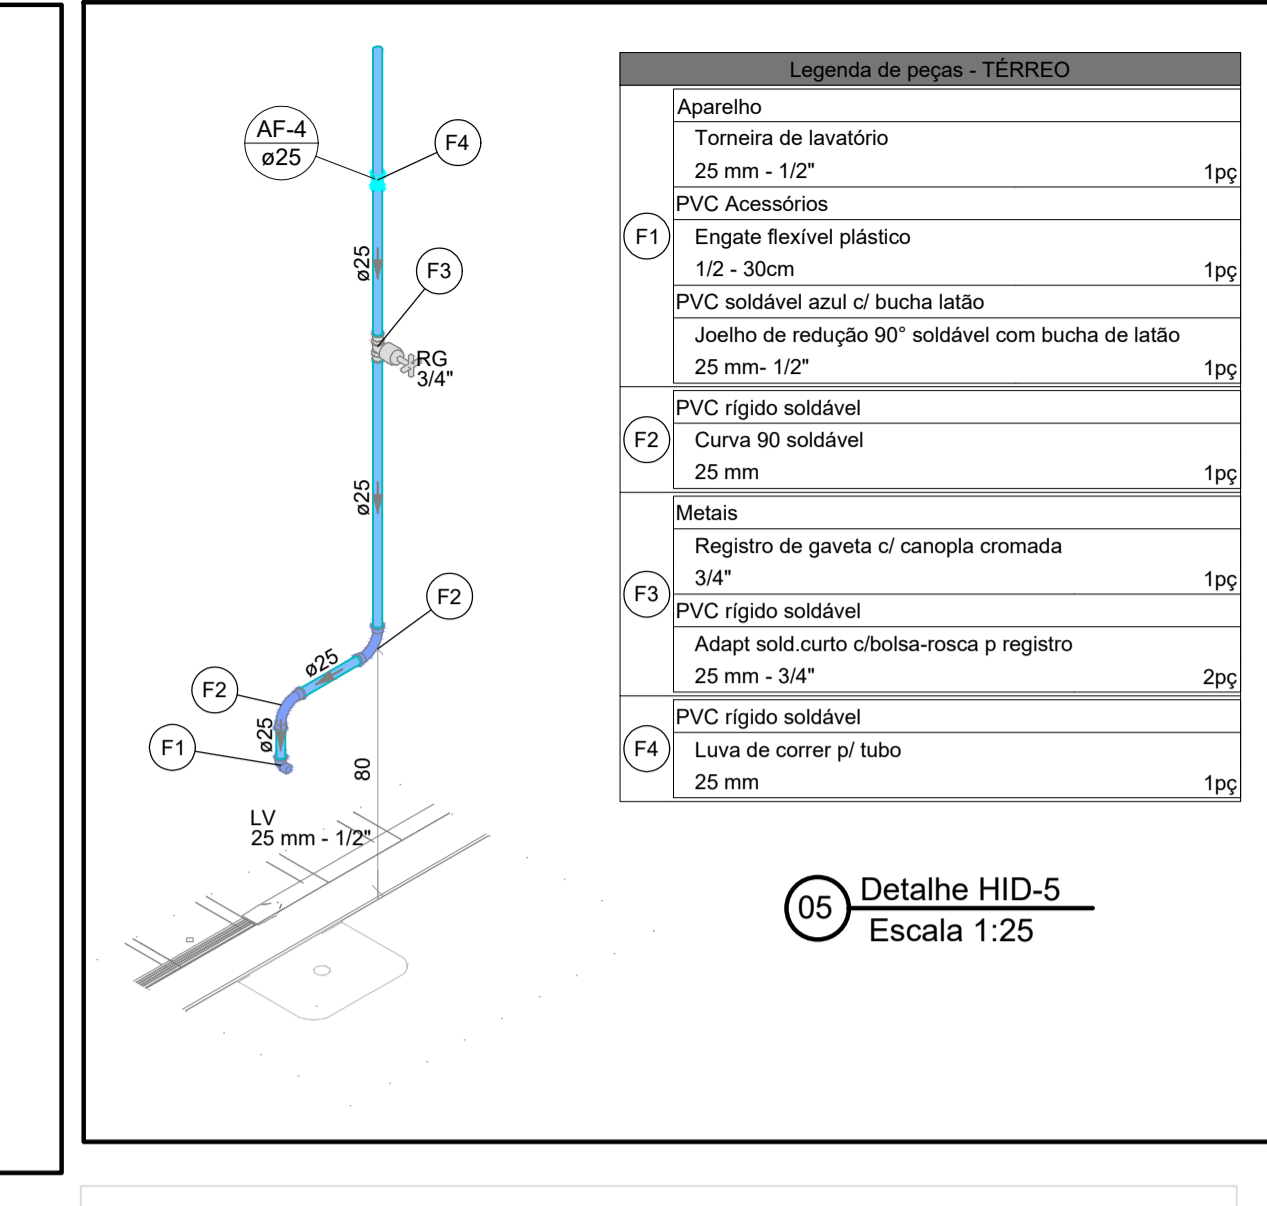 AF-4
ø25
F4
ø25
F3
RG
3/4"
ø25
F2
ø25
F2
ø25
F1
80
LV
25 mm - 1/2"
Legenda de peças - TÉRREO
F1
Aparelho
Torneira de lavatório
25 mm - 1/2" 1pç
PVC Acessórios
Engate flexível plástico
1/2 - 30cm 1pç
PVC soldável azul c/ bucha latão
Joelho de redução 90° soldável com bucha de latão
25 mm- 1/2" 1pç
F2
PVC rígido soldável
Curva 90 soldável
25 mm 1pç
F3
Metais
Registro de gaveta c/ canopla cromada
3/4" 1pç
PVC rígido soldável
Adapt sold.curto c/bolsa-rosca p registro
25 mm - 3/4" 2pç
F4
PVC rígido soldável
Luva de correr p/ tubo
25 mm 1pç
05
Detalhe HID-5
Escala 1:25